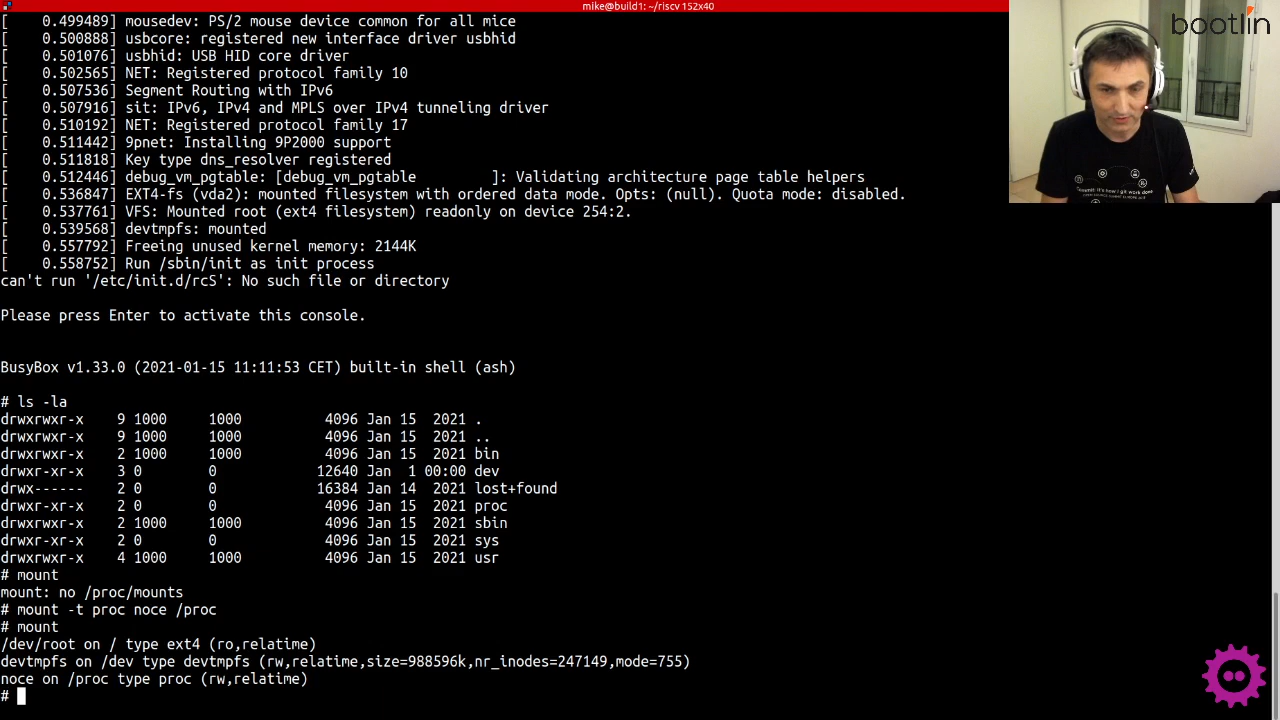 mike@build1: ~/riscv 152x40
bootlin
[    0.499489] mousedev: PS/2 mouse device common for all mice
[    0.500888] usbcore: registered new interface driver usbhid
[    0.501076] usbhid: USB HID core driver
[    0.502565] NET: Registered protocol family 10
[    0.507536] Segment Routing with IPv6
[    0.507916] sit: IPv6, IPv4 and MPLS over IPv4 tunneling driver
[    0.510192] NET: Registered protocol family 17
[    0.511442] 9pnet: Installing 9P2000 support
[    0.511818] Key type dns_resolver registered
[    0.512446] debug_vm_pgtable: [debug_vm_pgtable         ]: Validating architecture page table helpers
[    0.536847] EXT4-fs (vda2): mounted filesystem with ordered data mode. Opts: (null). Quota mode: disabled.
[    0.537761] VFS: Mounted root (ext4 filesystem) readonly on device 254:2.
[    0.539568] devtmpfs: mounted
[    0.557792] Freeing unused kernel memory: 2144K
[    0.558752] Run /sbin/init as init process
can't run '/etc/init.d/rcS': No such file or directory
Please press Enter to activate this console.
BusyBox v1.33.0 (2021-01-15 11:11:53 CET) built-in shell (ash)
# ls -la
drwxrwxr-x    9 1000     1000          4096 Jan 15  2021 .
drwxrwxr-x    9 1000     1000          4096 Jan 15  2021 ..
drwxrwxr-x    2 1000     1000          4096 Jan 15  2021 bin
drwxr-xr-x    3 0        0            12640 Jan  1 00:00 dev
drwx------    2 0        0            16384 Jan 14  2021 lost+found
drwxr-xr-x    2 0        0             4096 Jan 15  2021 proc
drwxrwxr-x    2 1000     1000          4096 Jan 15  2021 sbin
drwxr-xr-x    2 0        0             4096 Jan 15  2021 sys
drwxrwxr-x    4 1000     1000          4096 Jan 15  2021 usr
# mount
mount: no /proc/mounts
# mount -t proc noce /proc
# mount
/dev/root on / type ext4 (ro,relatime)
devtmpfs on /dev type devtmpfs (rw,relatime,size=988596k,nr_inodes=247149,mode=755)
noce on /proc type proc (rw,relatime)
#